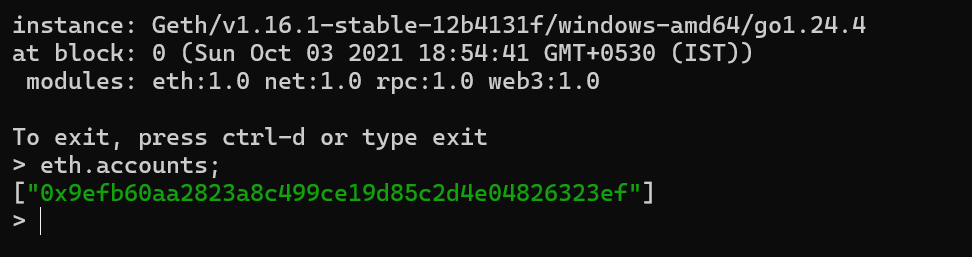 instance: Geth/v1.16.1-stable-12b4131f/windows-amd64/go1.24.4
at block: 0 (Sun Oct 03 2021 18:54:41 GMT+0530 (IST))
 modules: eth:1.0 net:1.0 rpc:1.0 web3:1.0
To exit, press ctrl-d or type exit
> eth.accounts;
["0x9efb60aa2823a8c499ce19d85c2d4e04826323ef"]
>